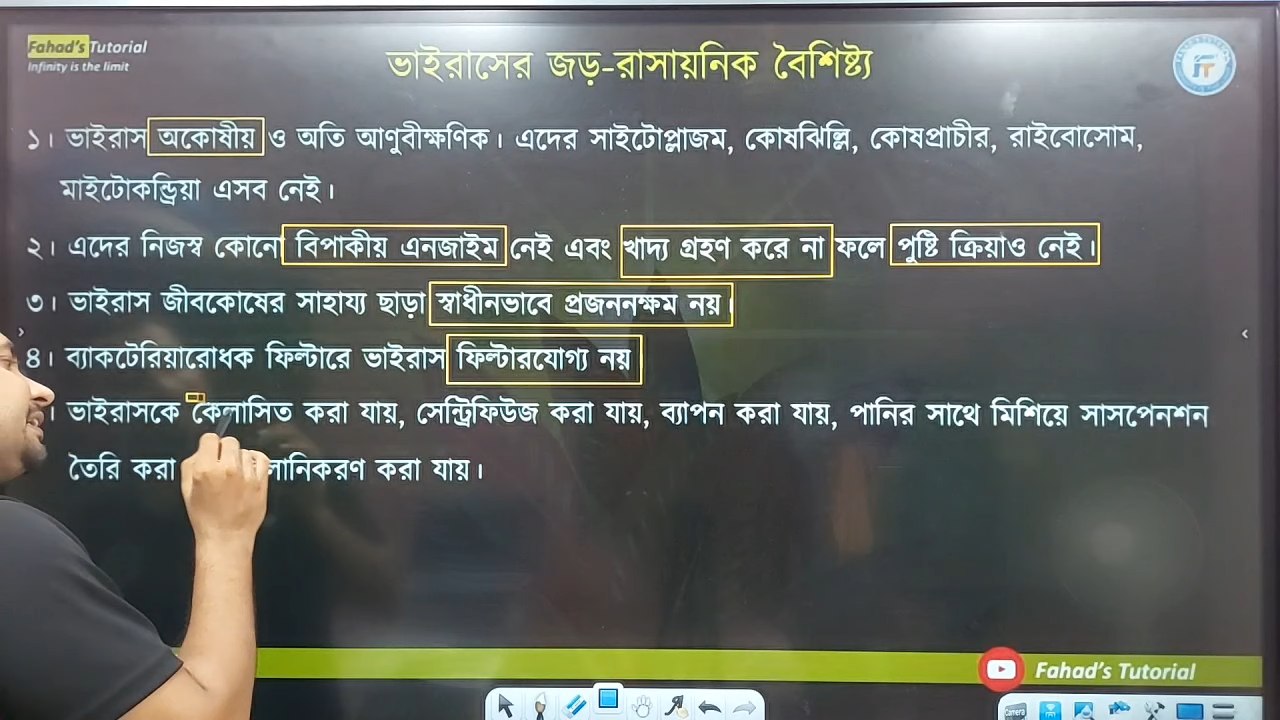 Fahad's Tutorial
Infinity is the limit
ভাইরাসের জড়-রাসায়নিক বৈশিষ্ট্য
১। ভাইরাস অকোষীয় ও অতি আণুবীক্ষণিক। এদের সাইটোপ্লাজম, কোষঝিল্লি, কোষপ্রাচীর, রাইবোসোম,
মাইটোকন্ড্রিয়া এসব নেই।
২। এদের নিজস্ব কোনো বিপাকীয় এনজাইম নেই এবং খাদ্য গ্রহণ করে না ফলে পুষ্টি ক্রিয়াও নেই।
৩। ভাইরাস জীবকোষের সাহায্য ছাড়া স্বাধীনভাবে প্রজননক্ষম নয়।
৪। ব্যাকটেরিয়ারোধক ফিল্টারে ভাইরাস ফিল্টারযোগ্য নয়
। ভাইরাসকে কেলাসিত করা যায়, সেন্ট্রিফিউজ করা যায়, ব্যাপন করা যায়, পানির সাথে মিশিয়ে সাসপেনশন
তৈরি করা করা যায়।
Fahad's Tutorial
Camera